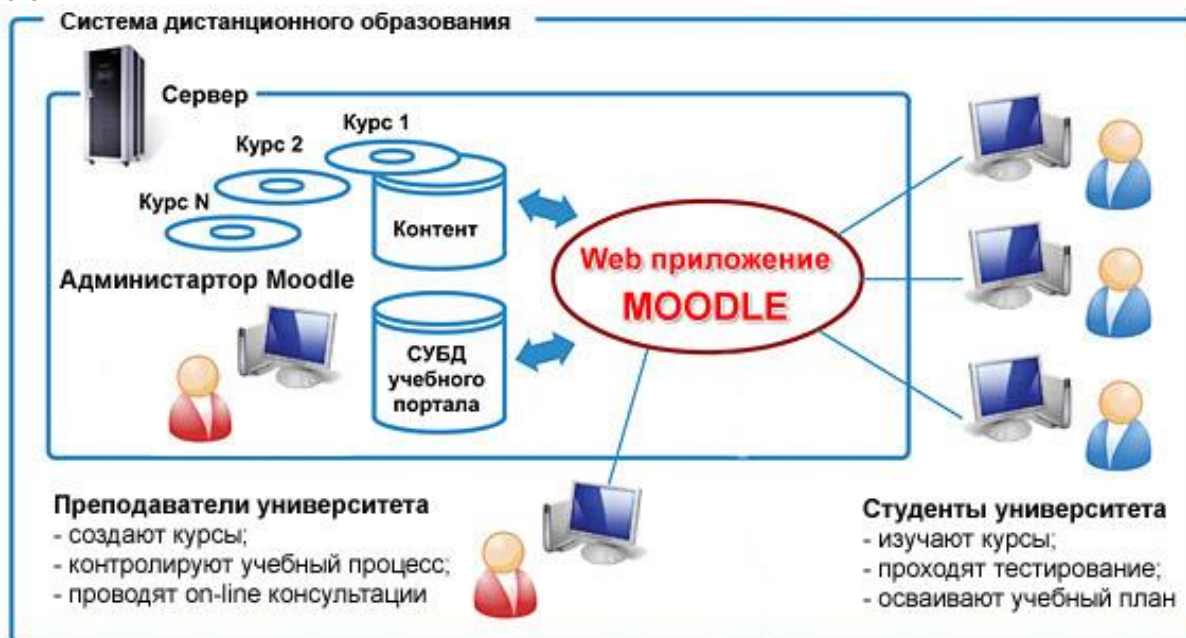 Система дистанционного образования
Сервер
Курс 1
Курс 2
Курс N
Контент
Администартор Moodle
СУБД
учебного
портала
Web приложение
MOODLE
Преподаватели университета
- создают курсы;
- контролируют учебный процесс;
- проводят on-line консультации
Студенты университета
- изучают курсы;
- проходят тестирование;
- осваивают учебный план